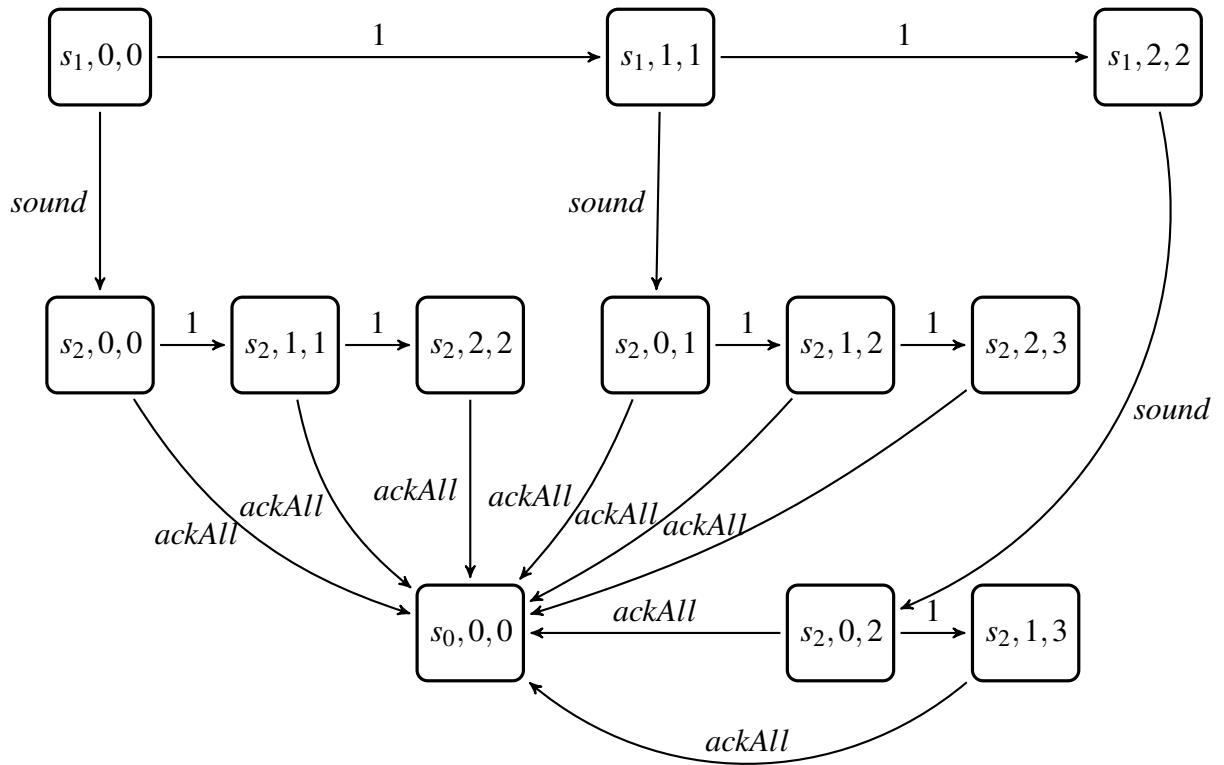 1 1
s₁,0,0 s₁,1,1 s₁,2,2
sound sound
1 1 1 1
s₂,0,0 s₂,1,1 s₂,2,2 s₂,0,1 s₂,1,2 s₂,2,3
sound
ackAll ackAll ackAll ackAll ackAll ackAll
ackAll 1
s₀,0,0 s₂,0,2 s₂,1,3
ackAll